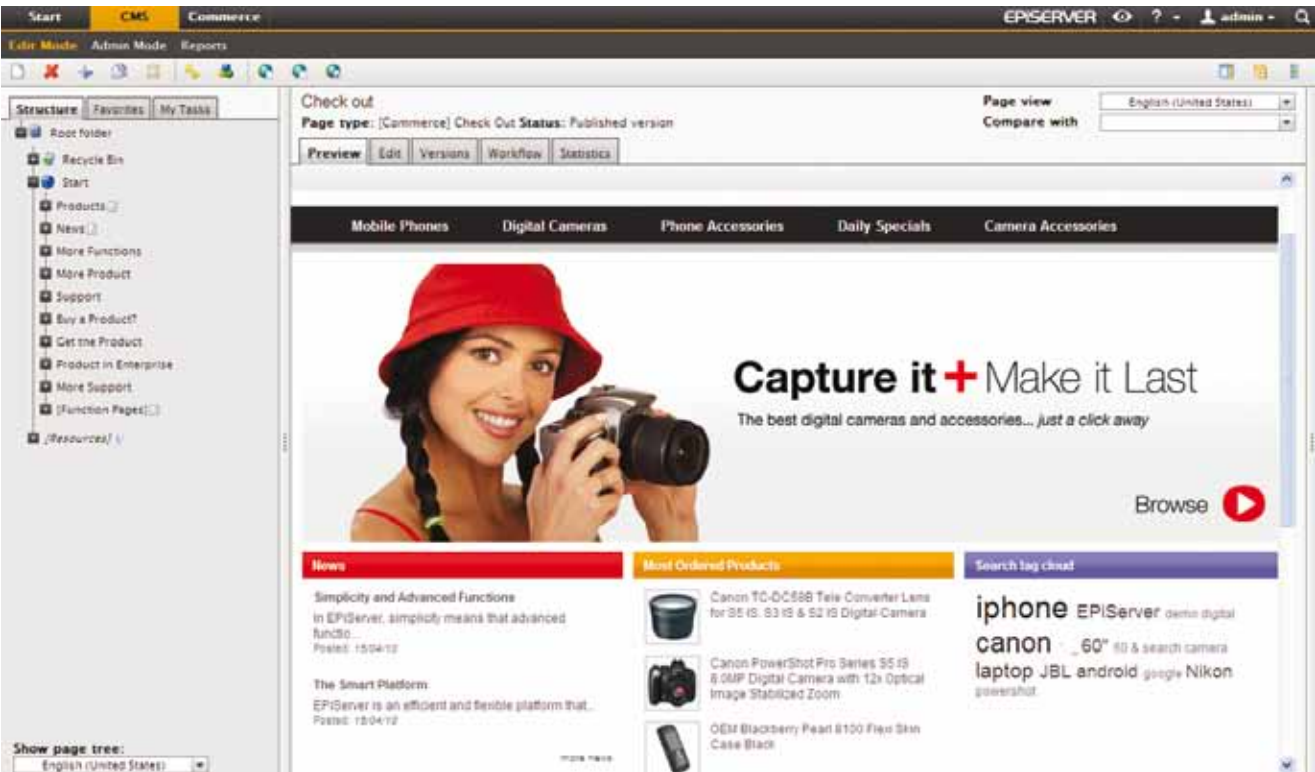 Start CMS Commerce EPISERVER ? admin
Edit Mode Admin Mode Reports
Structure Favorites My Tasks
Root folder
Recycle Bin
Start
Products
News
More Functions
More Product
Support
Buy a Product?
Get the Product
Product in Enterprise
More Support
[Function Pages]
[Resources]
Show page tree:
English (United States)
Check out
Page type: [Commerce] Check Out Status: Published version
Page view English (United States)
Compare with
Preview Edit Versions Workflow Statistics
Mobile Phones Digital Cameras Phone Accessories Daily Specials Camera Accessories
Capture it + Make it Last
The best digital cameras and accessories... just a click away
Browse
News
Simplicity and Advanced Functions
In EPiServer, simplicity means that advanced
functio...
Posted: 15/04/10
The Smart Platform
EPiServer is an efficient and flexible platform that...
Posted: 15/04/10
more news
Most Ordered Products
Canon TC-DC58B Tele Converter Lens
for S5 IS, S3 IS & S2 IS Digital Camera
Canon PowerShot Pro Series S5 IS
8.0MP Digital Camera with 12x Optical
Image Stabilized Zoom
OEM Blackberry Pearl 8100 Flexi Skin
Case Black
Search tag cloud
iphone EPiServer demo digital
canon - _ 60" & search camera
laptop JBL android google Nikon
powershot